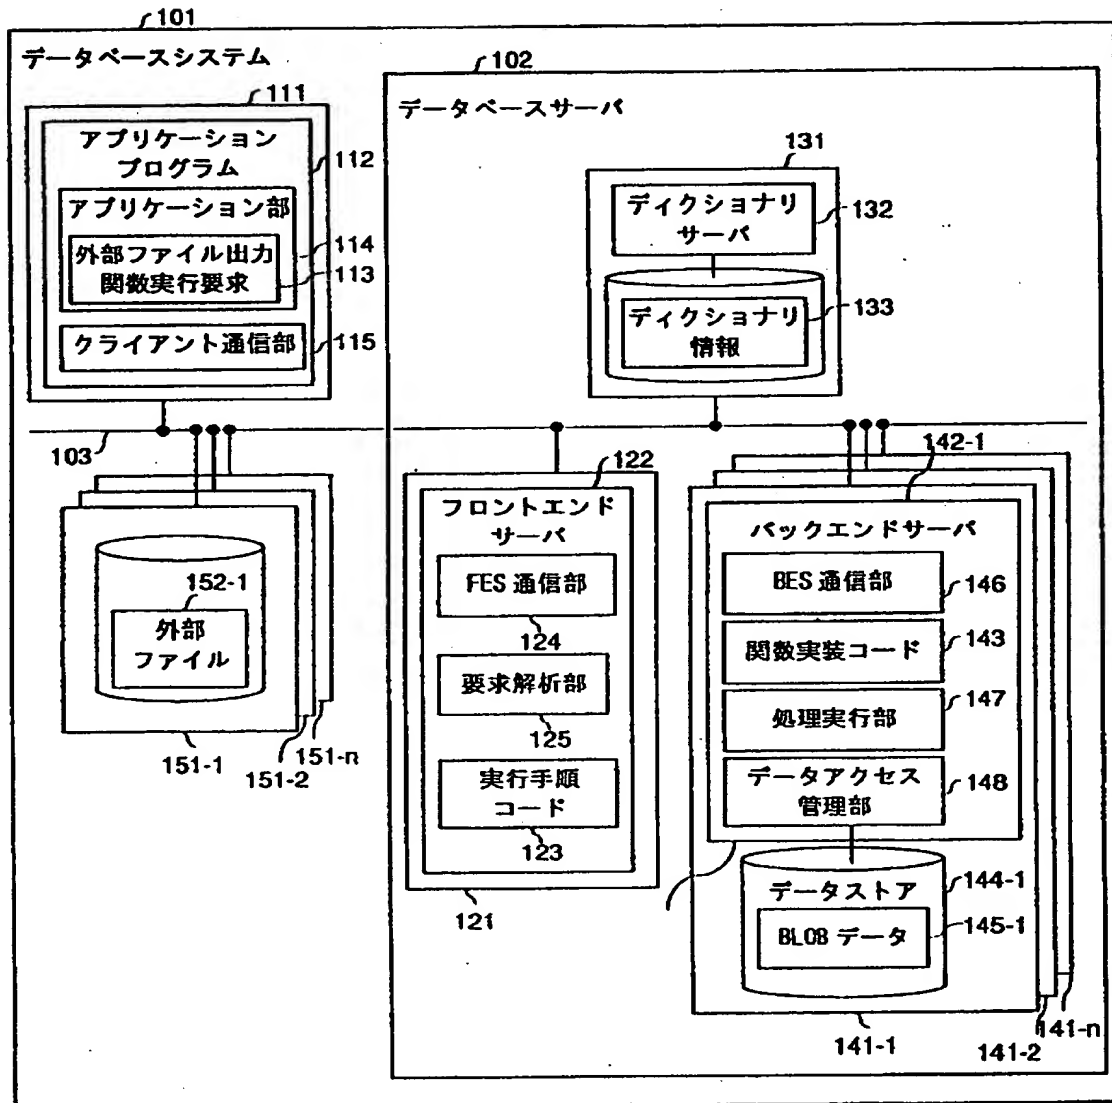 101
データベースシステム
102
データベースサーバ
111
アプリケーション
プログラム
112
アプリケーション部
114
外部ファイル出力
関数実行要求
113
クライアント通信部
115
131
ディクショナリ
サーバ
132
ディクショナリ
情報
133
103
152-1
外部
ファイル
151-1
151-2
151-n
122
フロントエンド
サーバ
FES 通信部
124
要求解析部
125
実行手順
コード
123
121
142-1
バックエンドサーバ
BES 通信部
146
関数実装コード
143
処理実行部
147
データアクセス
管理部
148
データストア
144-1
BLOB データ
145-1
141-1
141-2
141-n